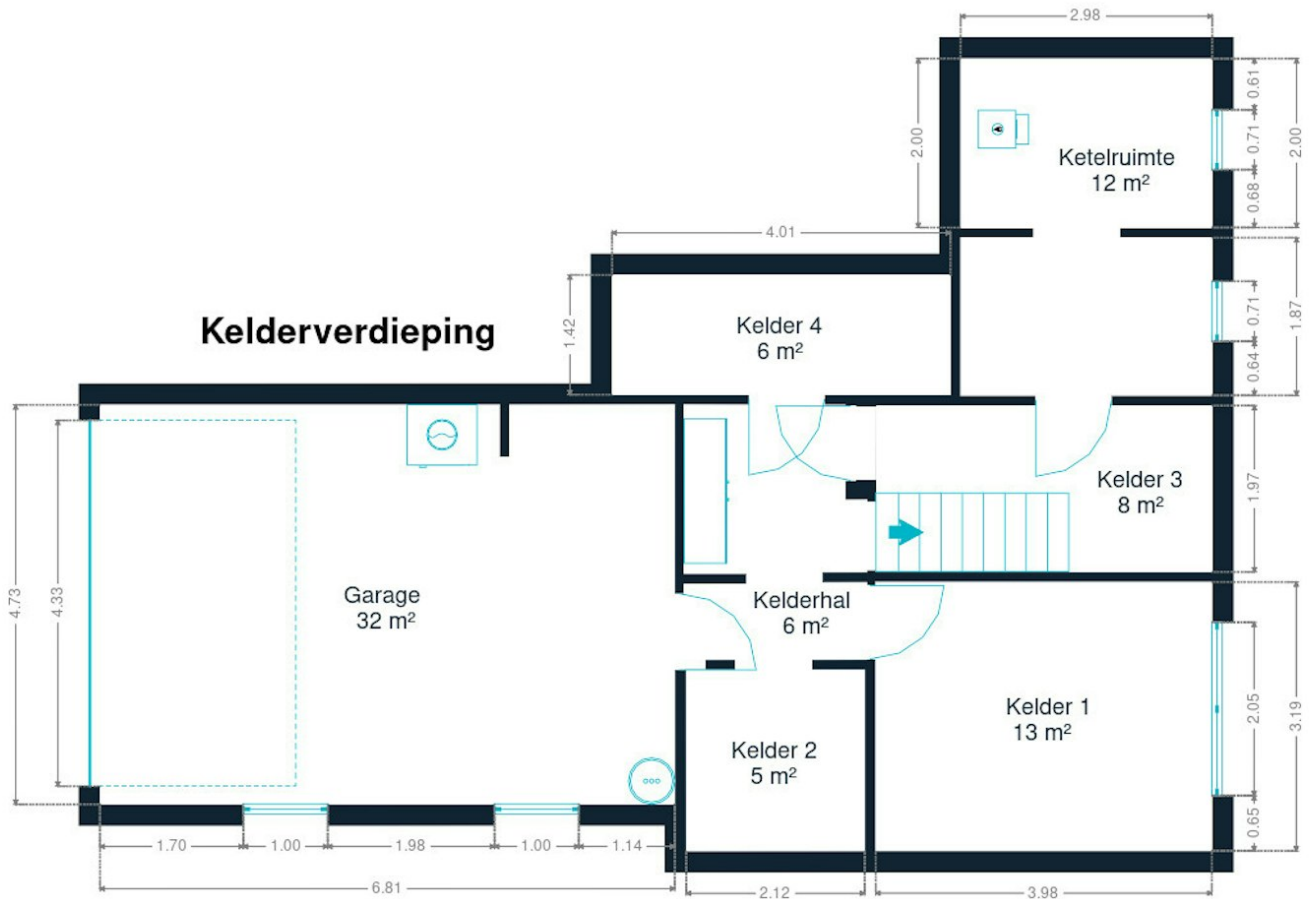 2.98
0.61
2.00
0.71
2.00
Ketelruimte
12 m²
0.68
4.01
1.42
Kelder 4
6 m²
0.71
1.87
0.64
Kelderverdieping
4.73
4.33
Garage
32 m²
Kelder 3
8 m²
1.97
Kelderhal
6 m²
Kelder 1
13 m²
2.05
3.19
0.65
Kelder 2
5 m²
1.70
1.00
1.98
1.00
1.14
6.81
2.12
3.98